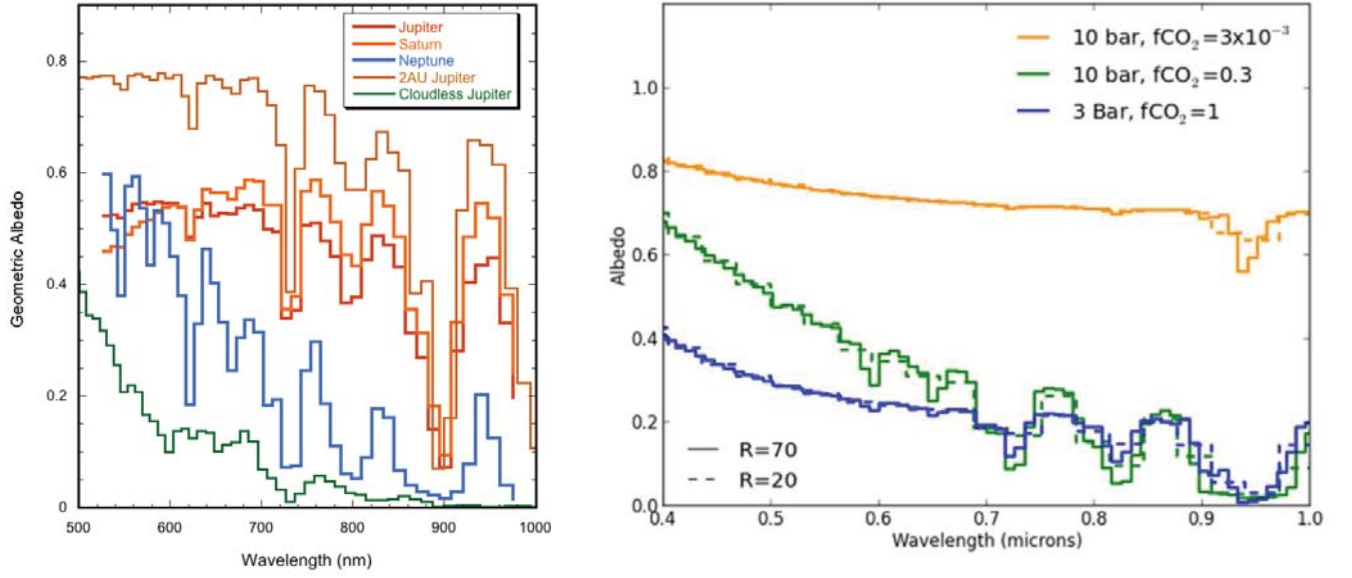 Jupiter
Saturn
Neptune
2AU Jupiter
Cloudless Jupiter
0.8
0.6
0.4
0.2
0
Geometric Albedo
500 600 700 800 900 1000
Wavelength (nm)
10 bar, fCO₂=3x10⁻³
10 bar, fCO₂=0.3
3 Bar, fCO₂=1
1.0
0.8
0.6
0.4
0.2
0.0
Albedo
R=70
R=20
0.4 0.5 0.6 0.7 0.8 0.9 1.0
Wavelength (microns)